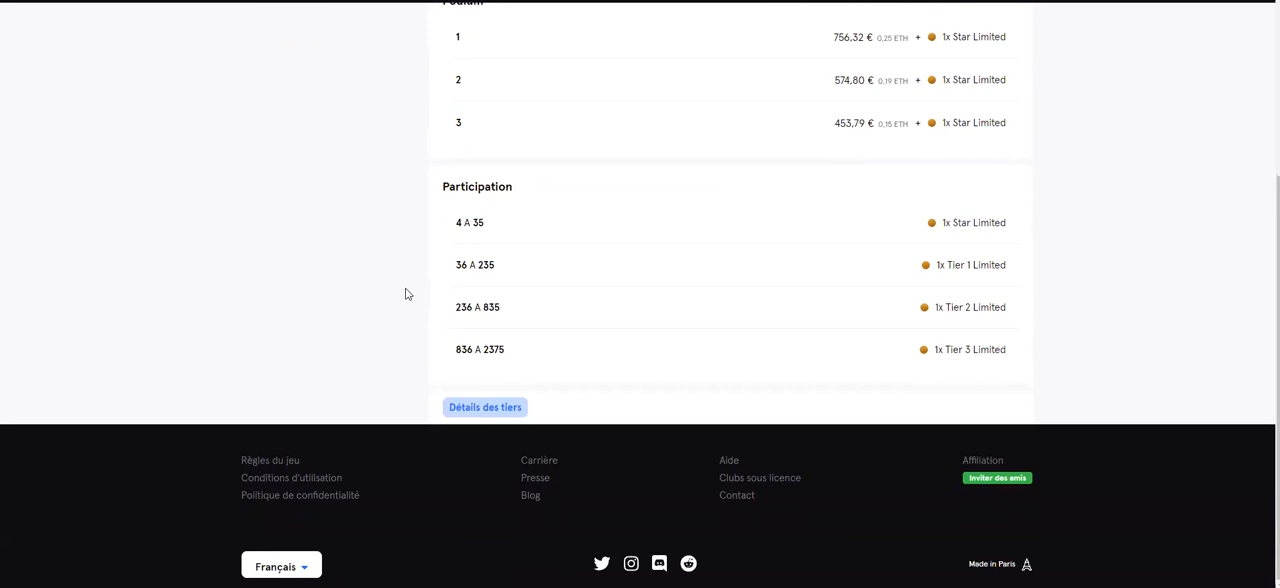 Podium
1 756,32 € 0,25 ETH + 1x Star Limited
2 574,80 € 0,19 ETH + 1x Star Limited
3 453,79 € 0,15 ETH + 1x Star Limited
Participation
4 A 35 1x Star Limited
36 A 235 1x Tier 1 Limited
236 A 835 1x Tier 2 Limited
836 A 2375 1x Tier 3 Limited
Détails des tiers
Règles du jeu Carrière Aide Affiliation
Conditions d'utilisation Presse Clubs sous licence Inviter des amis
Politique de confidentialité Blog Contact
Français Made in Paris